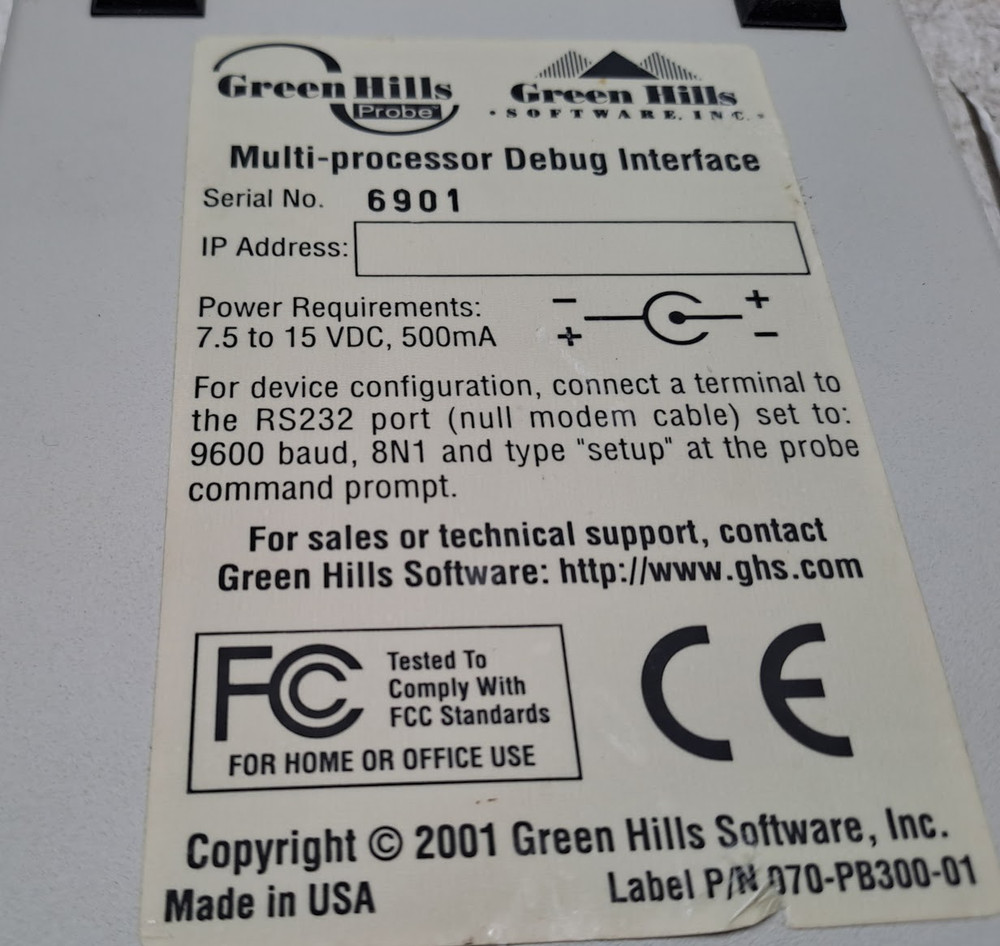 Green Hills
Probe™
Green Hills
• SOFTWARE, INC. •
Multi-processor Debug Interface
Serial No. 6901
IP Address:
Power Requirements:
7.5 to 15 VDC, 500mA
− +
+ −
For device configuration, connect a terminal to
the RS232 port (null modem cable) set to:
9600 baud, 8N1 and type "setup" at the probe
command prompt.
For sales or technical support, contact
Green Hills Software: http://www.ghs.com
FC
Tested To
Comply With
FCC Standards
FOR HOME OR OFFICE USE
CE
Copyright © 2001 Green Hills Software, Inc.
Made in USA
Label P/N 070-PB300-01